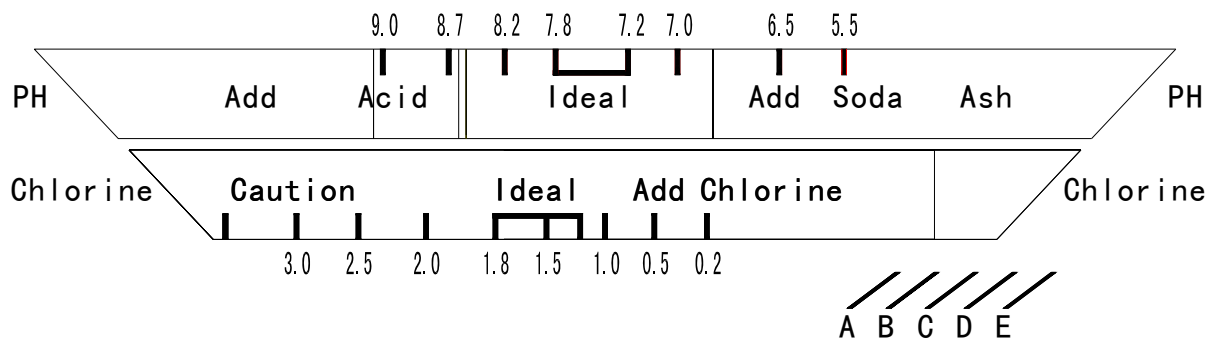 9.0 8.7 8.2 7.8 7.2 7.0 6.5 5.5
PH Add Acid Ideal Add Soda Ash PH
Chlorine Caution Ideal Add Chlorine Chlorine
3.0 2.5 2.0 1.8 1.5 1.0 0.5 0.2
A B C D E